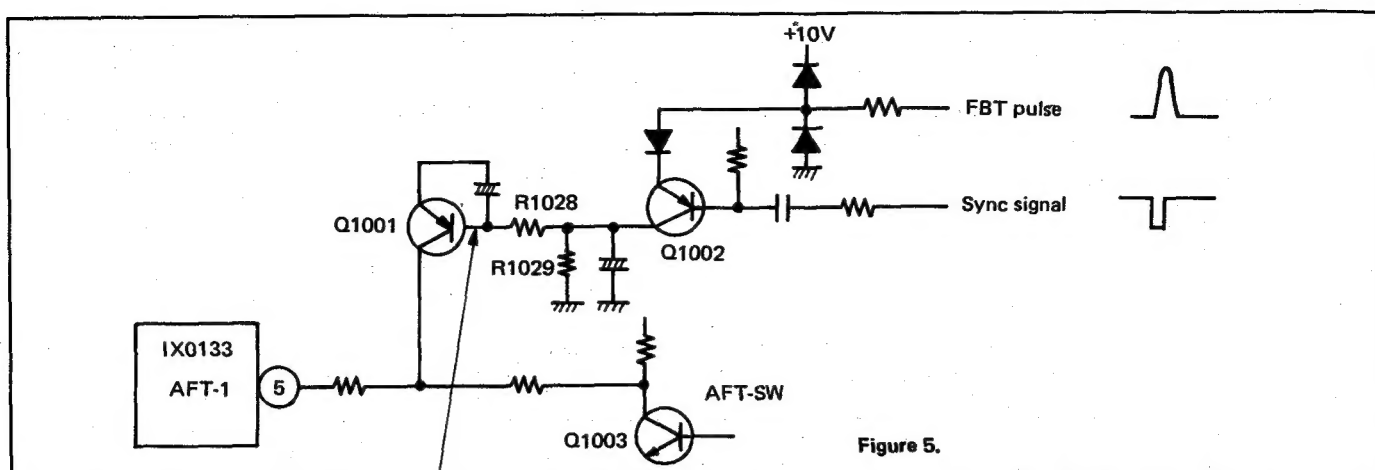 +10V
FBT pulse
R1028
Q1001
Sync signal
Q1002
R1029
IX0133
AFT-1
5
AFT-SW
Q1003
Figure 5.